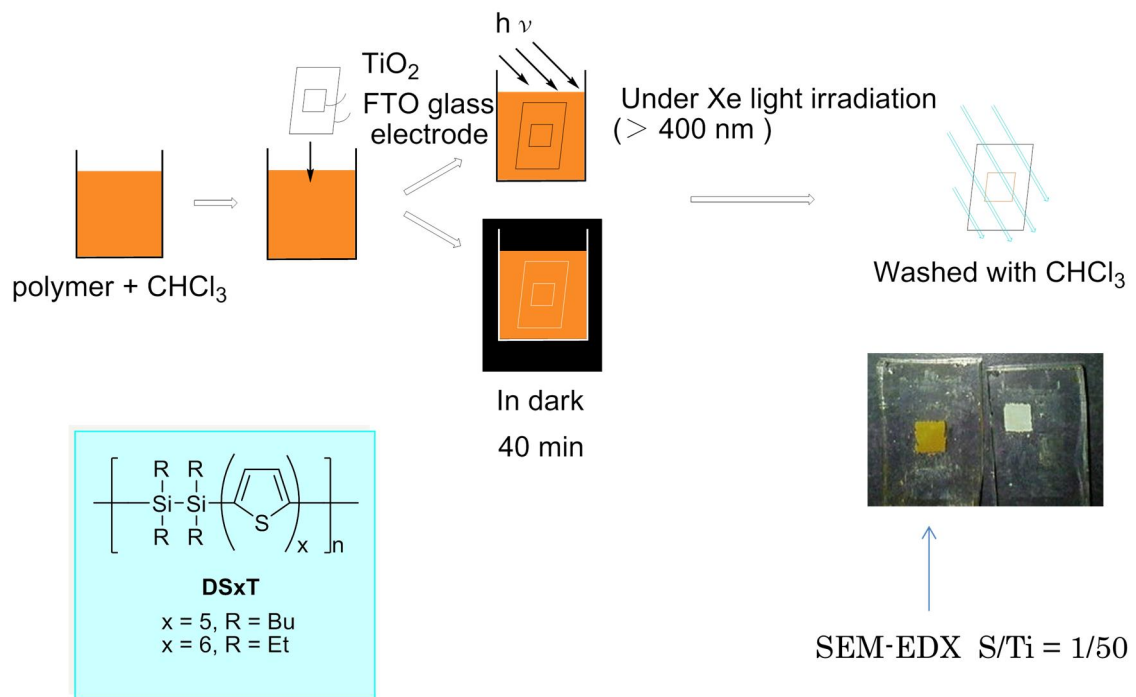 h ν
TiO2
FTO glass
electrode
Under Xe light irradiation
(> 400 nm )
polymer + CHCl3
Washed with CHCl3
In dark
40 min
R R
Si Si
R R
S
x
n
DSxT
x = 5, R = Bu
x = 6, R = Et
SEM-EDX S/Ti = 1/50